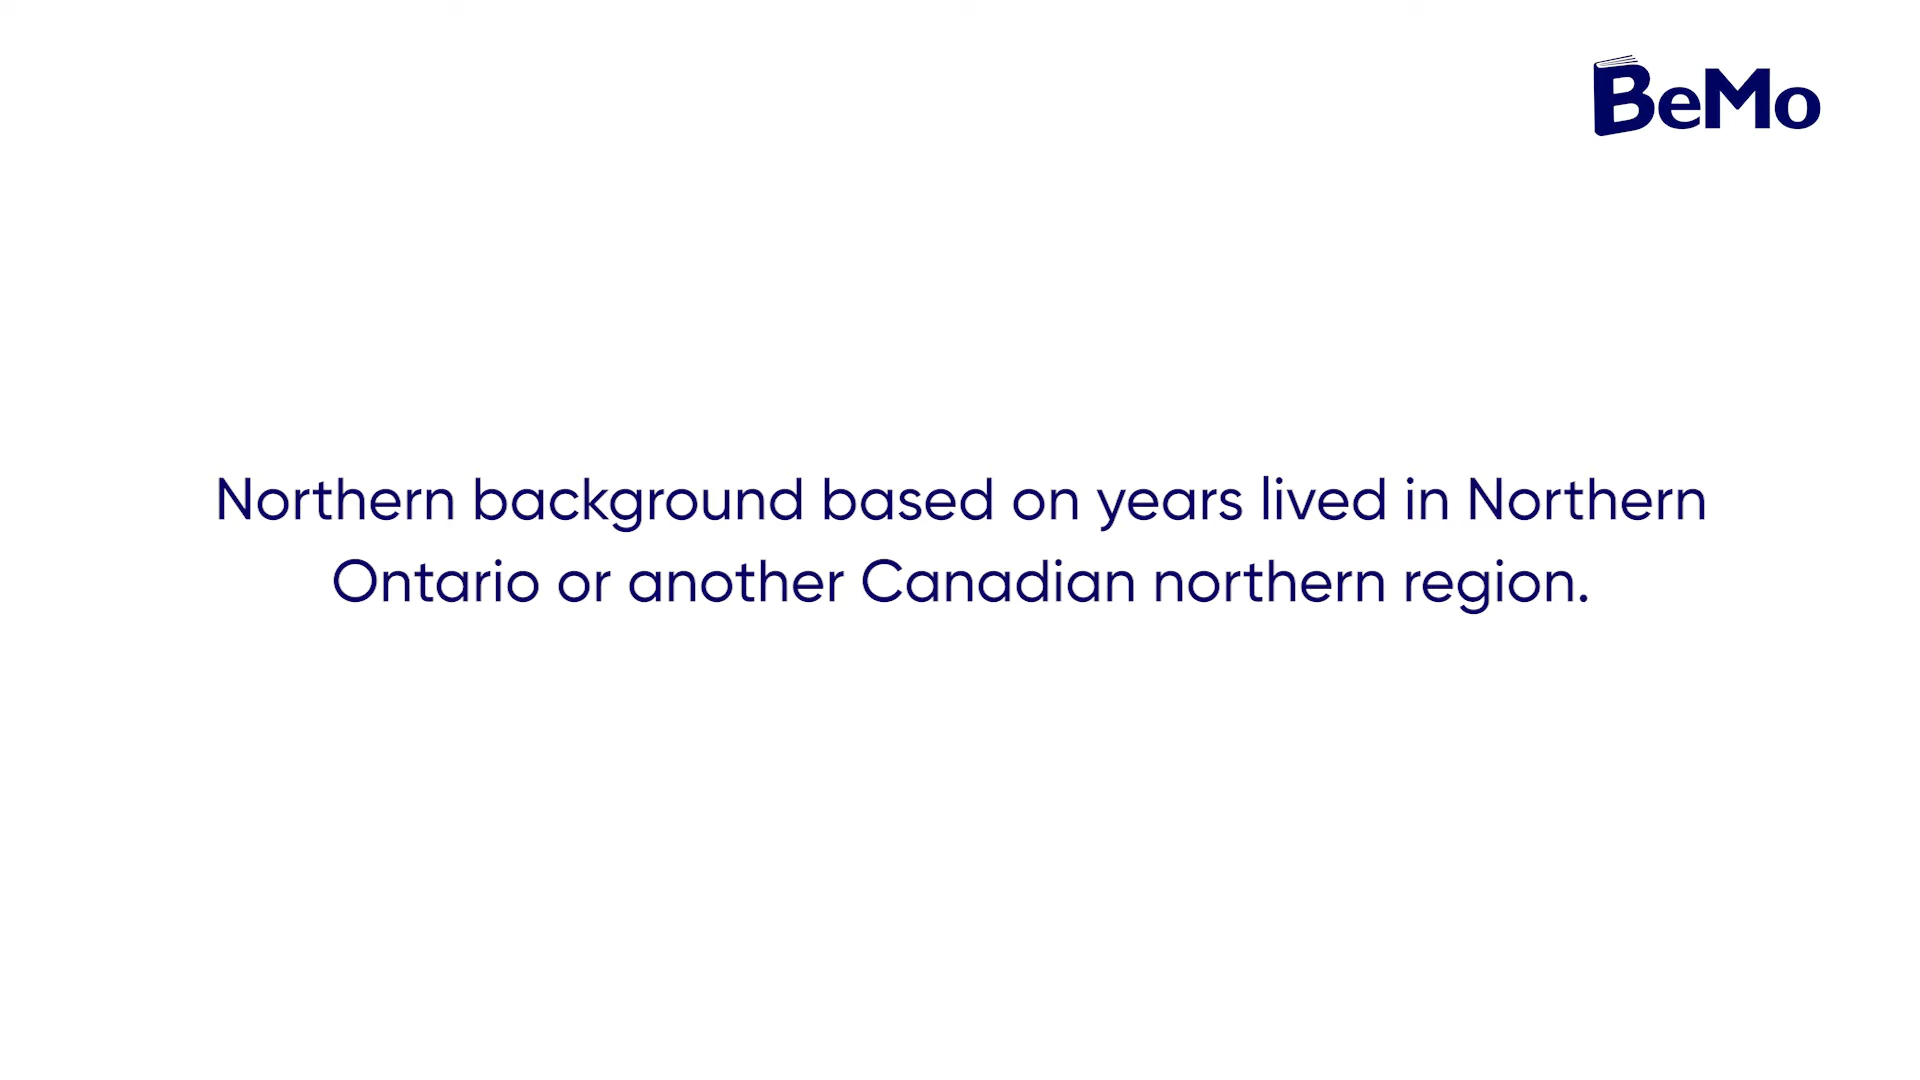 BeMo
Northern background based on years lived in Northern
Ontario or another Canadian northern region.